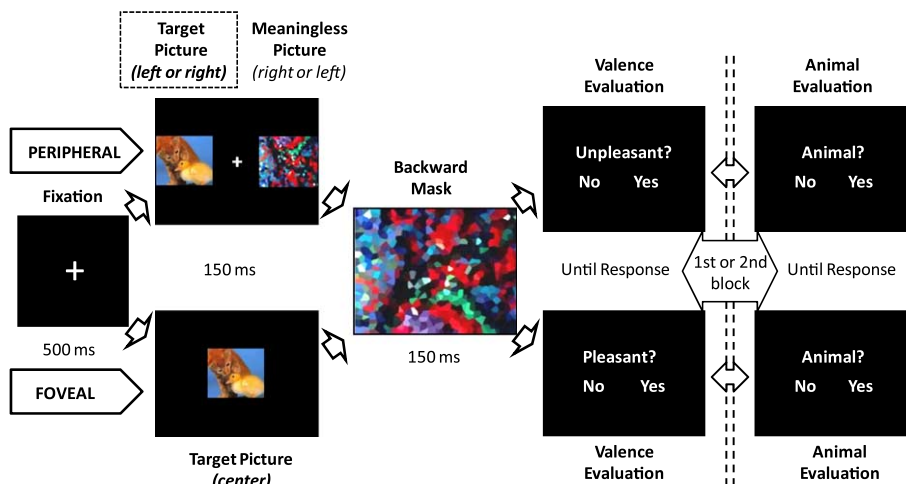 Target
Picture
(left or right)
Meaningless
Picture
(right or left)
Valence
Evaluation
Animal
Evaluation
PERIPHERAL
Fixation
150 ms
Backward
Mask
Unpleasant?
No Yes
Animal?
No Yes
Until Response
1st or 2nd
block
Until Response
500 ms
150 ms
FOVEAL
Pleasant?
No Yes
Animal?
No Yes
Target Picture
(center)
Valence
Evaluation
Animal
Evaluation